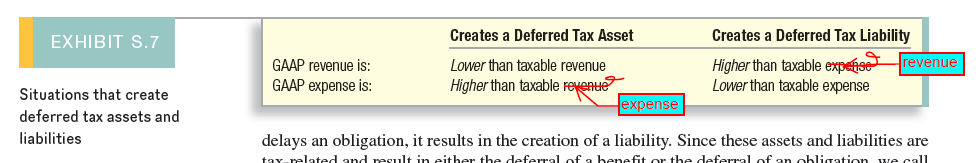 EXHIBIT S.7
Situations that create
deferred tax assets and
liabilities
Creates a Deferred Tax Asset Creates a Deferred Tax Liability
GAAP revenue is: Lower than taxable revenue Higher than taxable expense revenue
GAAP expense is: Higher than taxable revenue Lower than taxable expense
expense
delays an obligation, it results in the creation of a liability. Since these assets and liabilities are
tax-related and result in either the deferral of a benefit or the deferral of an obligation, we call